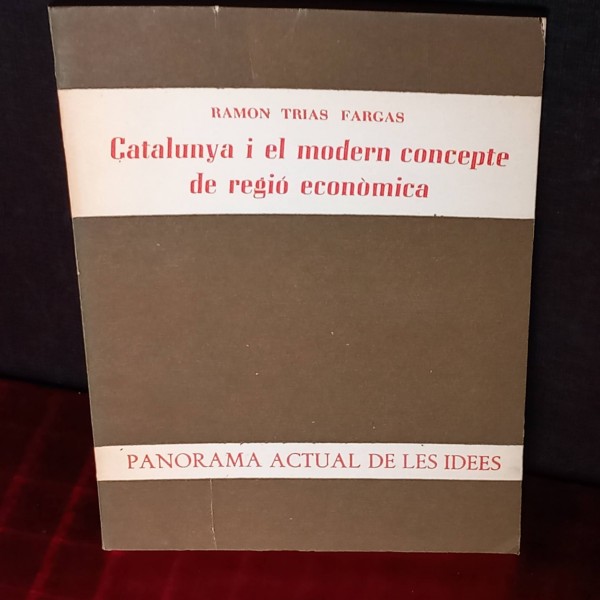 RAMON TRIAS FARGAS
Catalunya i el modern concepte
de regió econòmica
PANORAMA ACTUAL DE LES IDEES